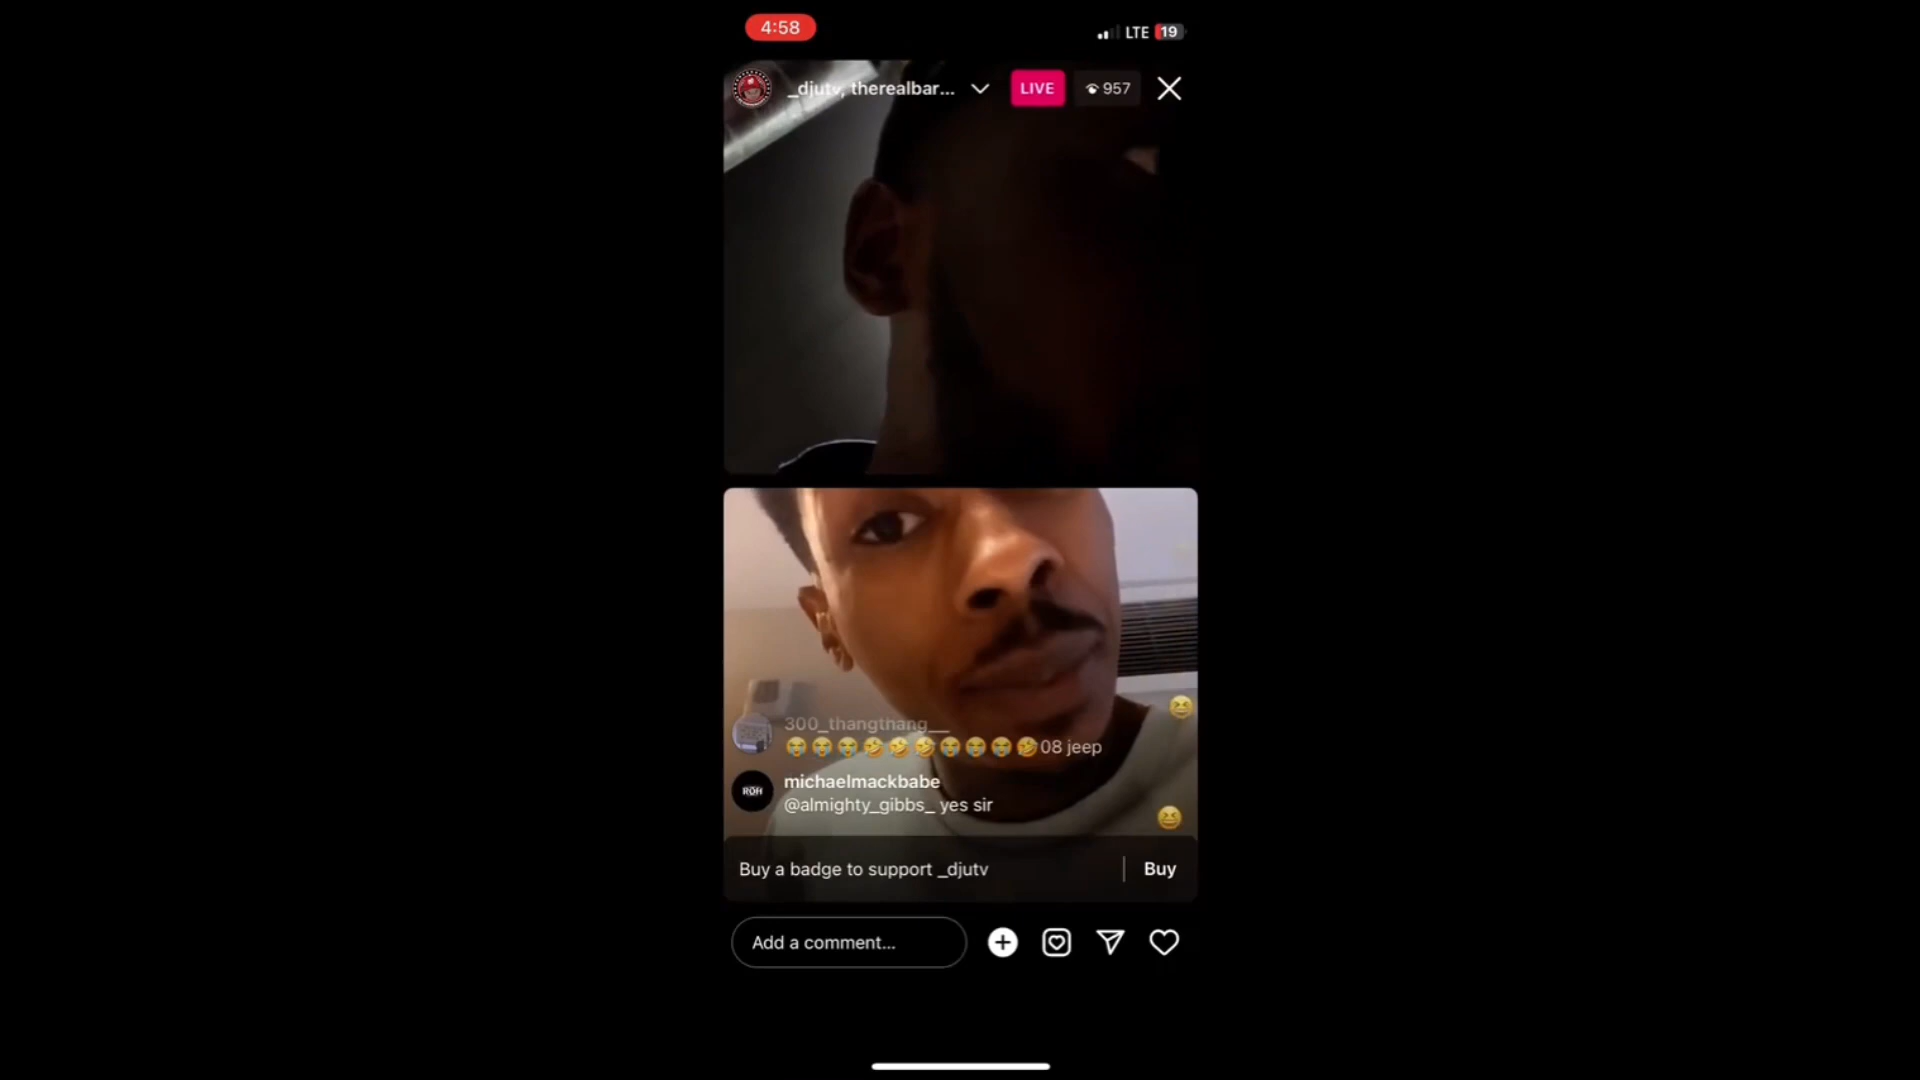 4:58
LTE 19
_djutv, therealbar... LIVE 957
300_thangthang__
😭😭😭🤣🤣🤣😭😭😭🤣08 jeep
michaelmackbabe
@almighty_gibbs_ yes sir
Buy a badge to support _djutv Buy
Add a comment...